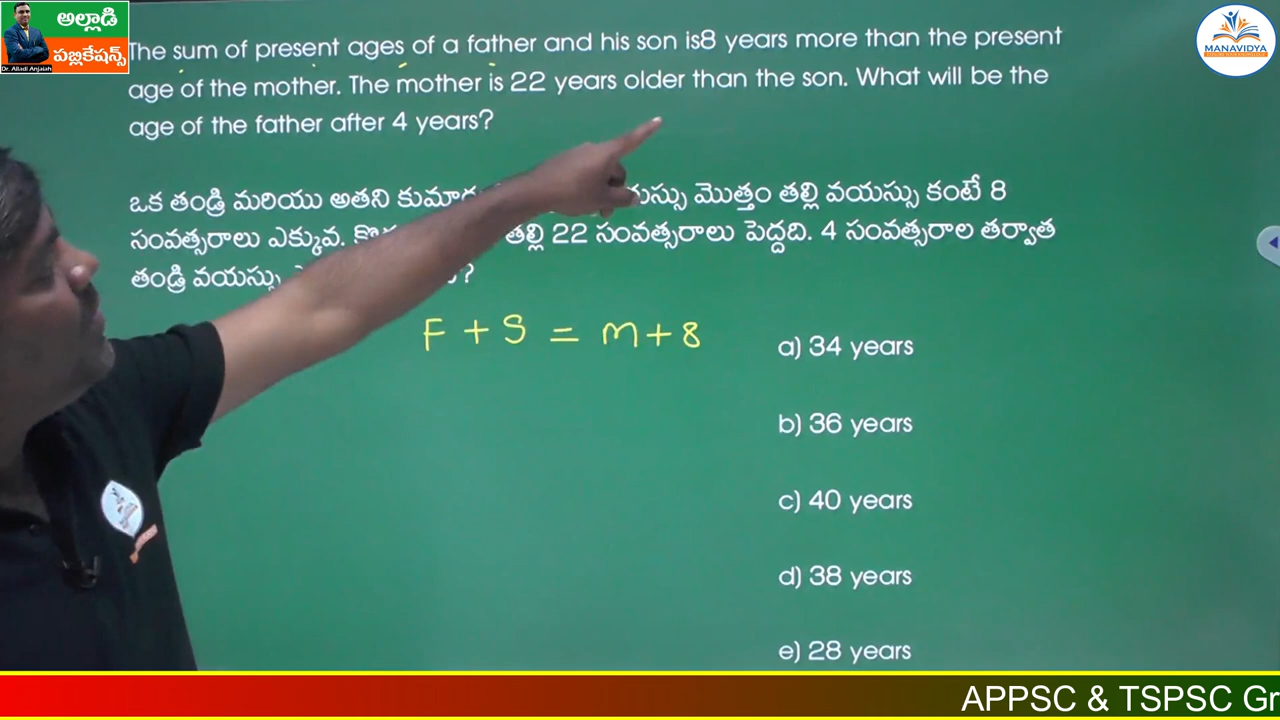 అల్లాడి
పబ్లికేషన్స్
Dr. Alladi Anjaiah
MANAVIDYA
The sum of present ages of a father and his son is8 years more than the present
age of the mother. The mother is 22 years older than the son. What will be the
age of the father after 4 years?
ఒక తండ్రి మరియు అతని మొత్తం తల్లి వయస్సు కంటే 8
సంవత్సరాలు ఎక్కువ. తల్లి 22 సంవత్సరాలు పెద్దది. 4 సంవత్సరాల తర్వాత
తండ్రి వయస్సు
F + S = M + 8
a) 34 years
b) 36 years
c) 40 years
d) 38 years
e) 28 years
APPSC & TSPSC Gr